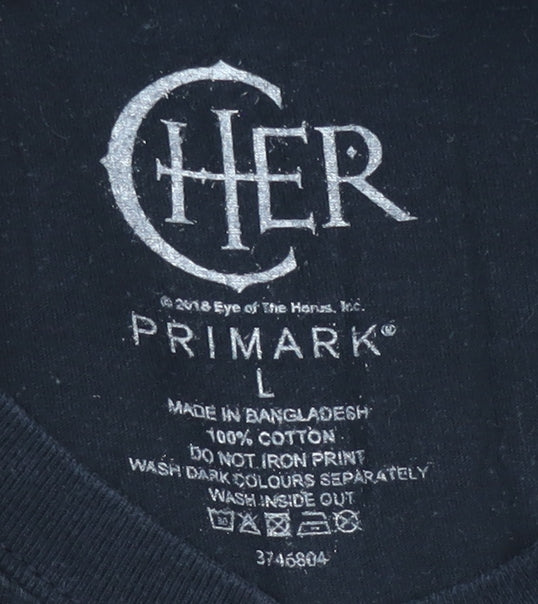 CHER
© 2018 Eye of The Horus, Inc.
PRIMARK®
L
MADE IN BANGLADESH
100% COTTON
DO NOT IRON PRINT
WASH DARK COLOURS SEPARATELY
WASH INSIDE OUT
30
3746804